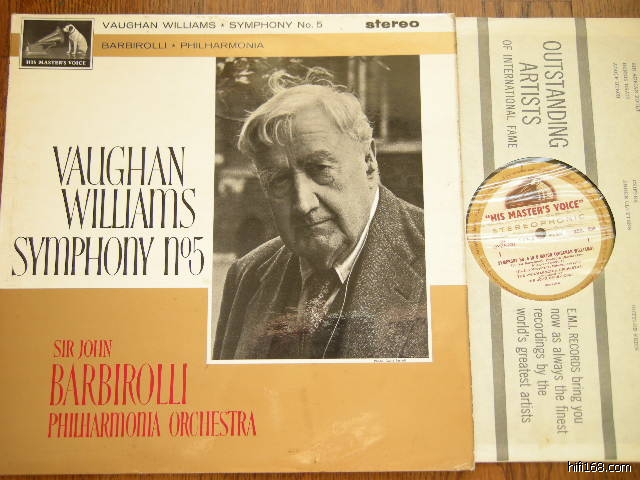 VAUGHAN WILLIAMS • SYMPHONY No. 5
stereo
BARBIROLLI • PHILHARMONIA
HIS MASTER'S VOICE
VAUGHAN
WILLIAMS
SYMPHONY Nº5
SIR JOHN
BARBIROLLI
PHILHARMONIA ORCHESTRA
OUTSTANDING
ARTISTS
OF INTERNATIONAL FAME
"HIS MASTER'S VOICE"
STEREOPHONIC
E.M.I. RECORDS bring you
now as always the finest
recordings by the
world's greatest artists
hifi168.com